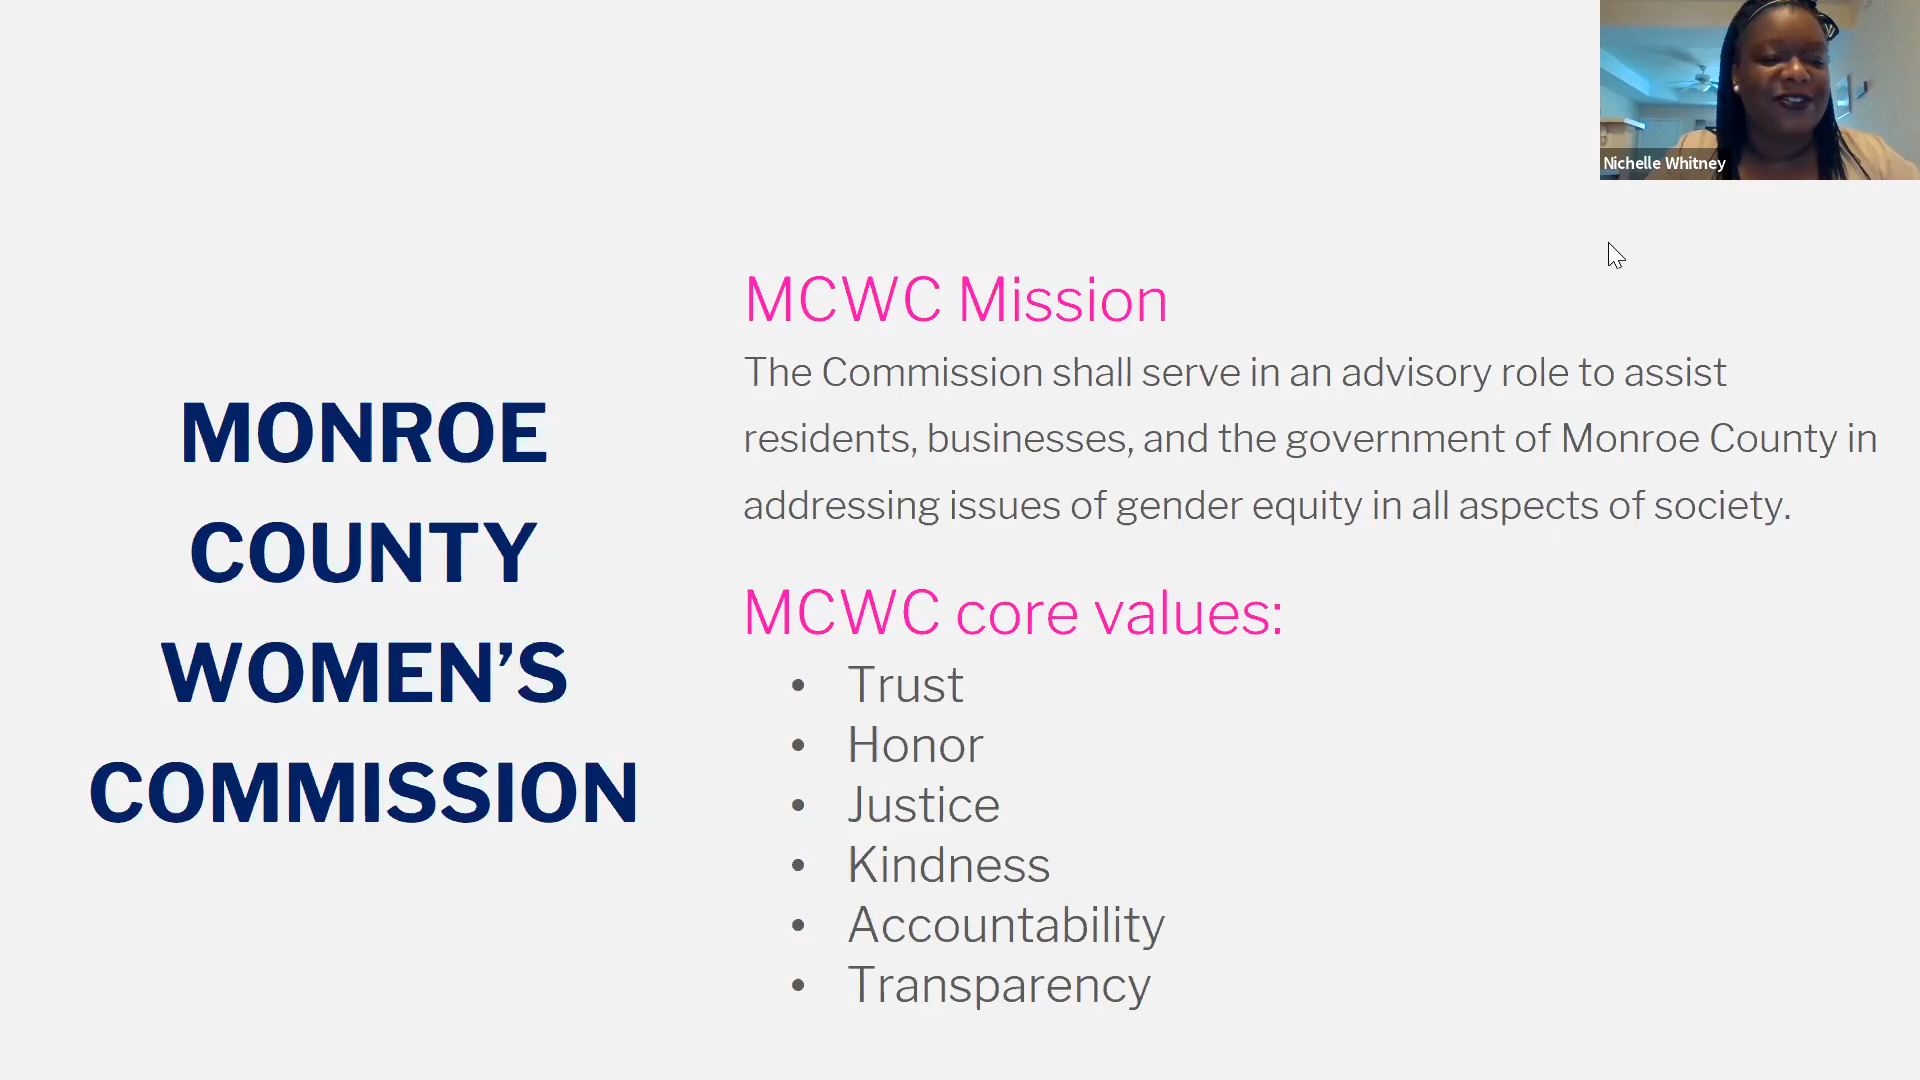 Nichelle Whitney
MONROE
COUNTY
WOMEN’S
COMMISSION
MCWC Mission
The Commission shall serve in an advisory role to assist
residents, businesses, and the government of Monroe County in
addressing issues of gender equity in all aspects of society.
MCWC core values:
• Trust
• Honor
• Justice
• Kindness
• Accountability
• Transparency